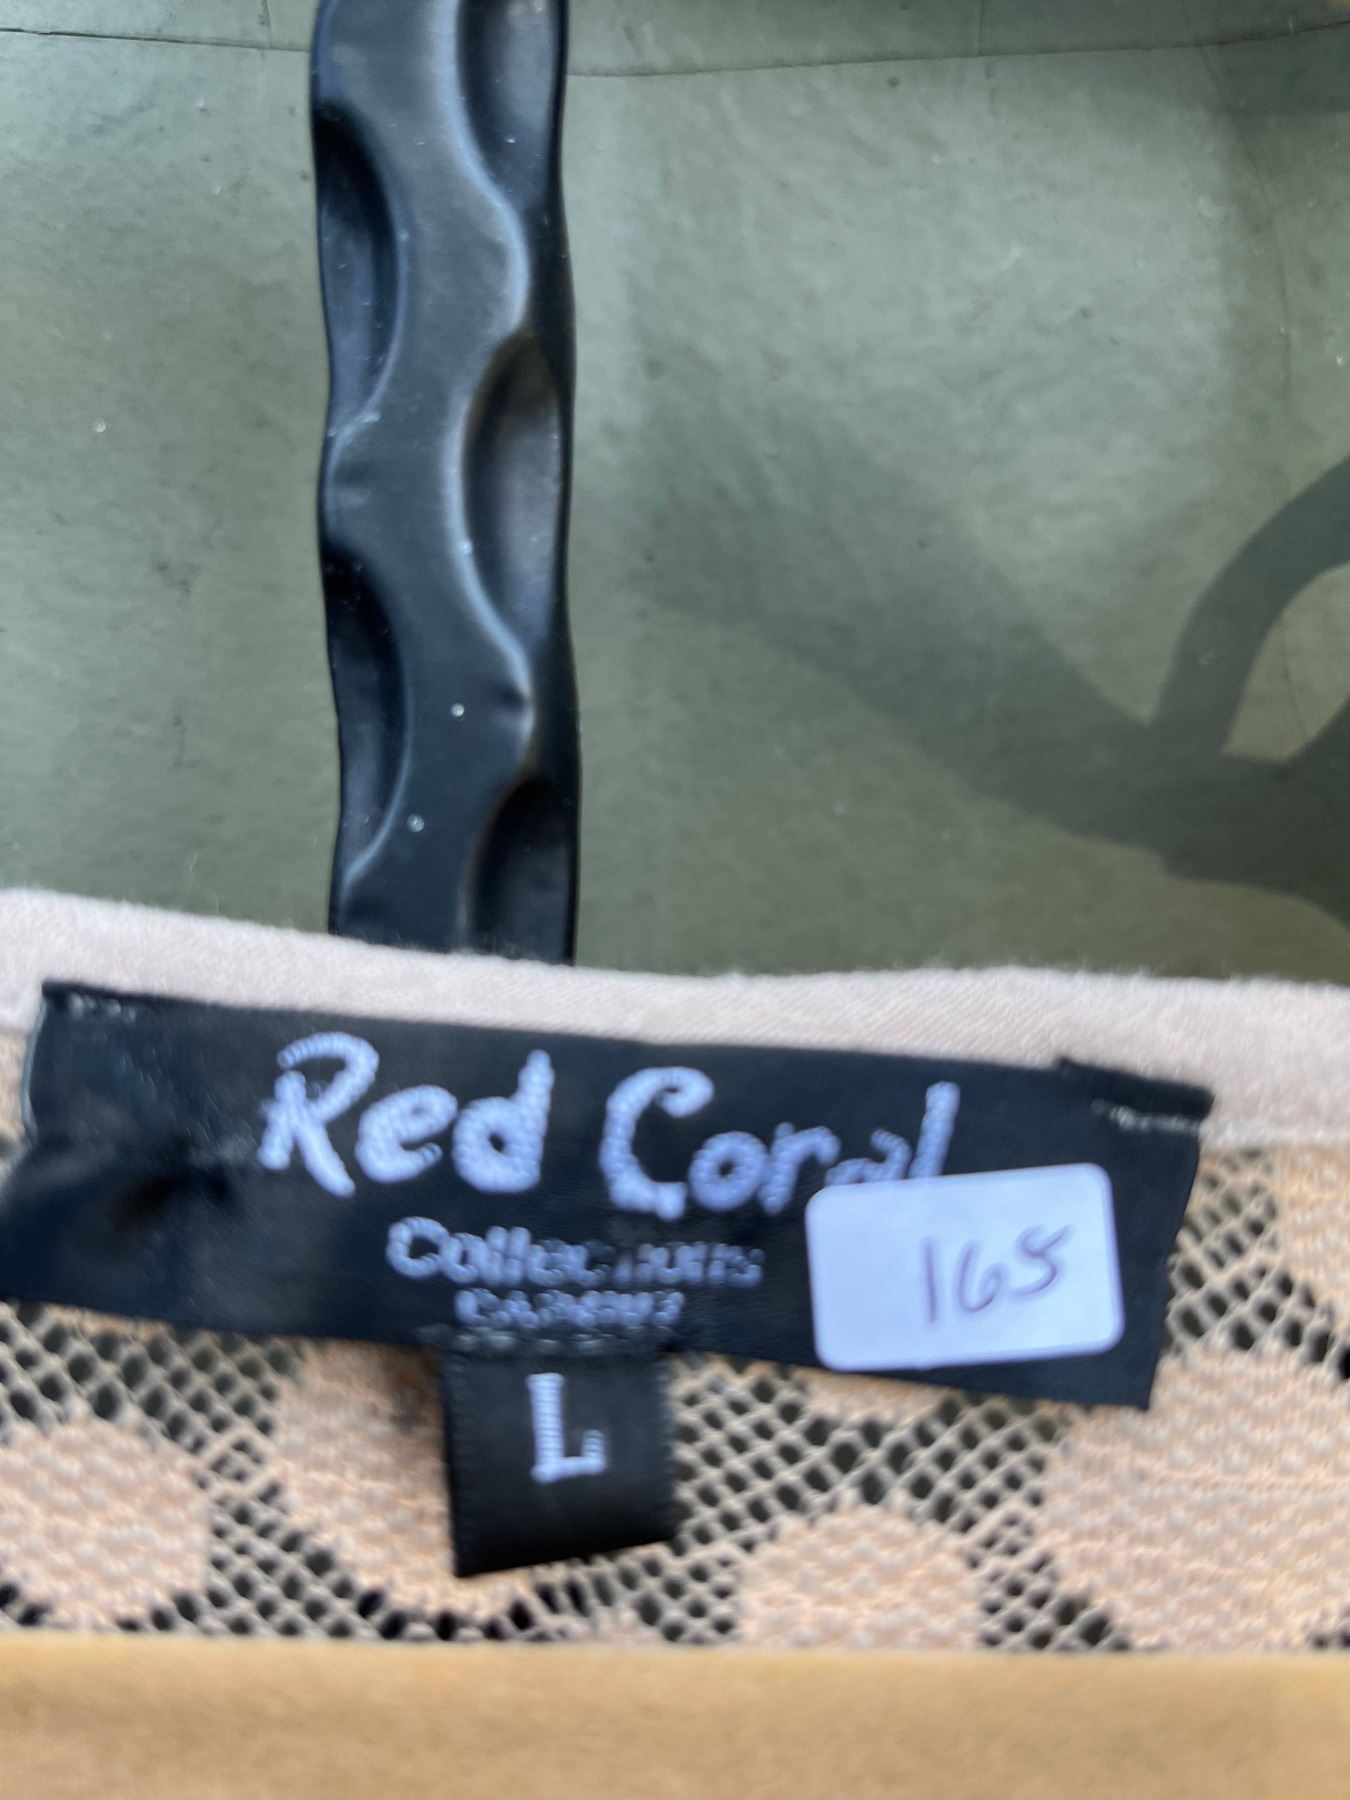 Red Coral
Collections
165
L